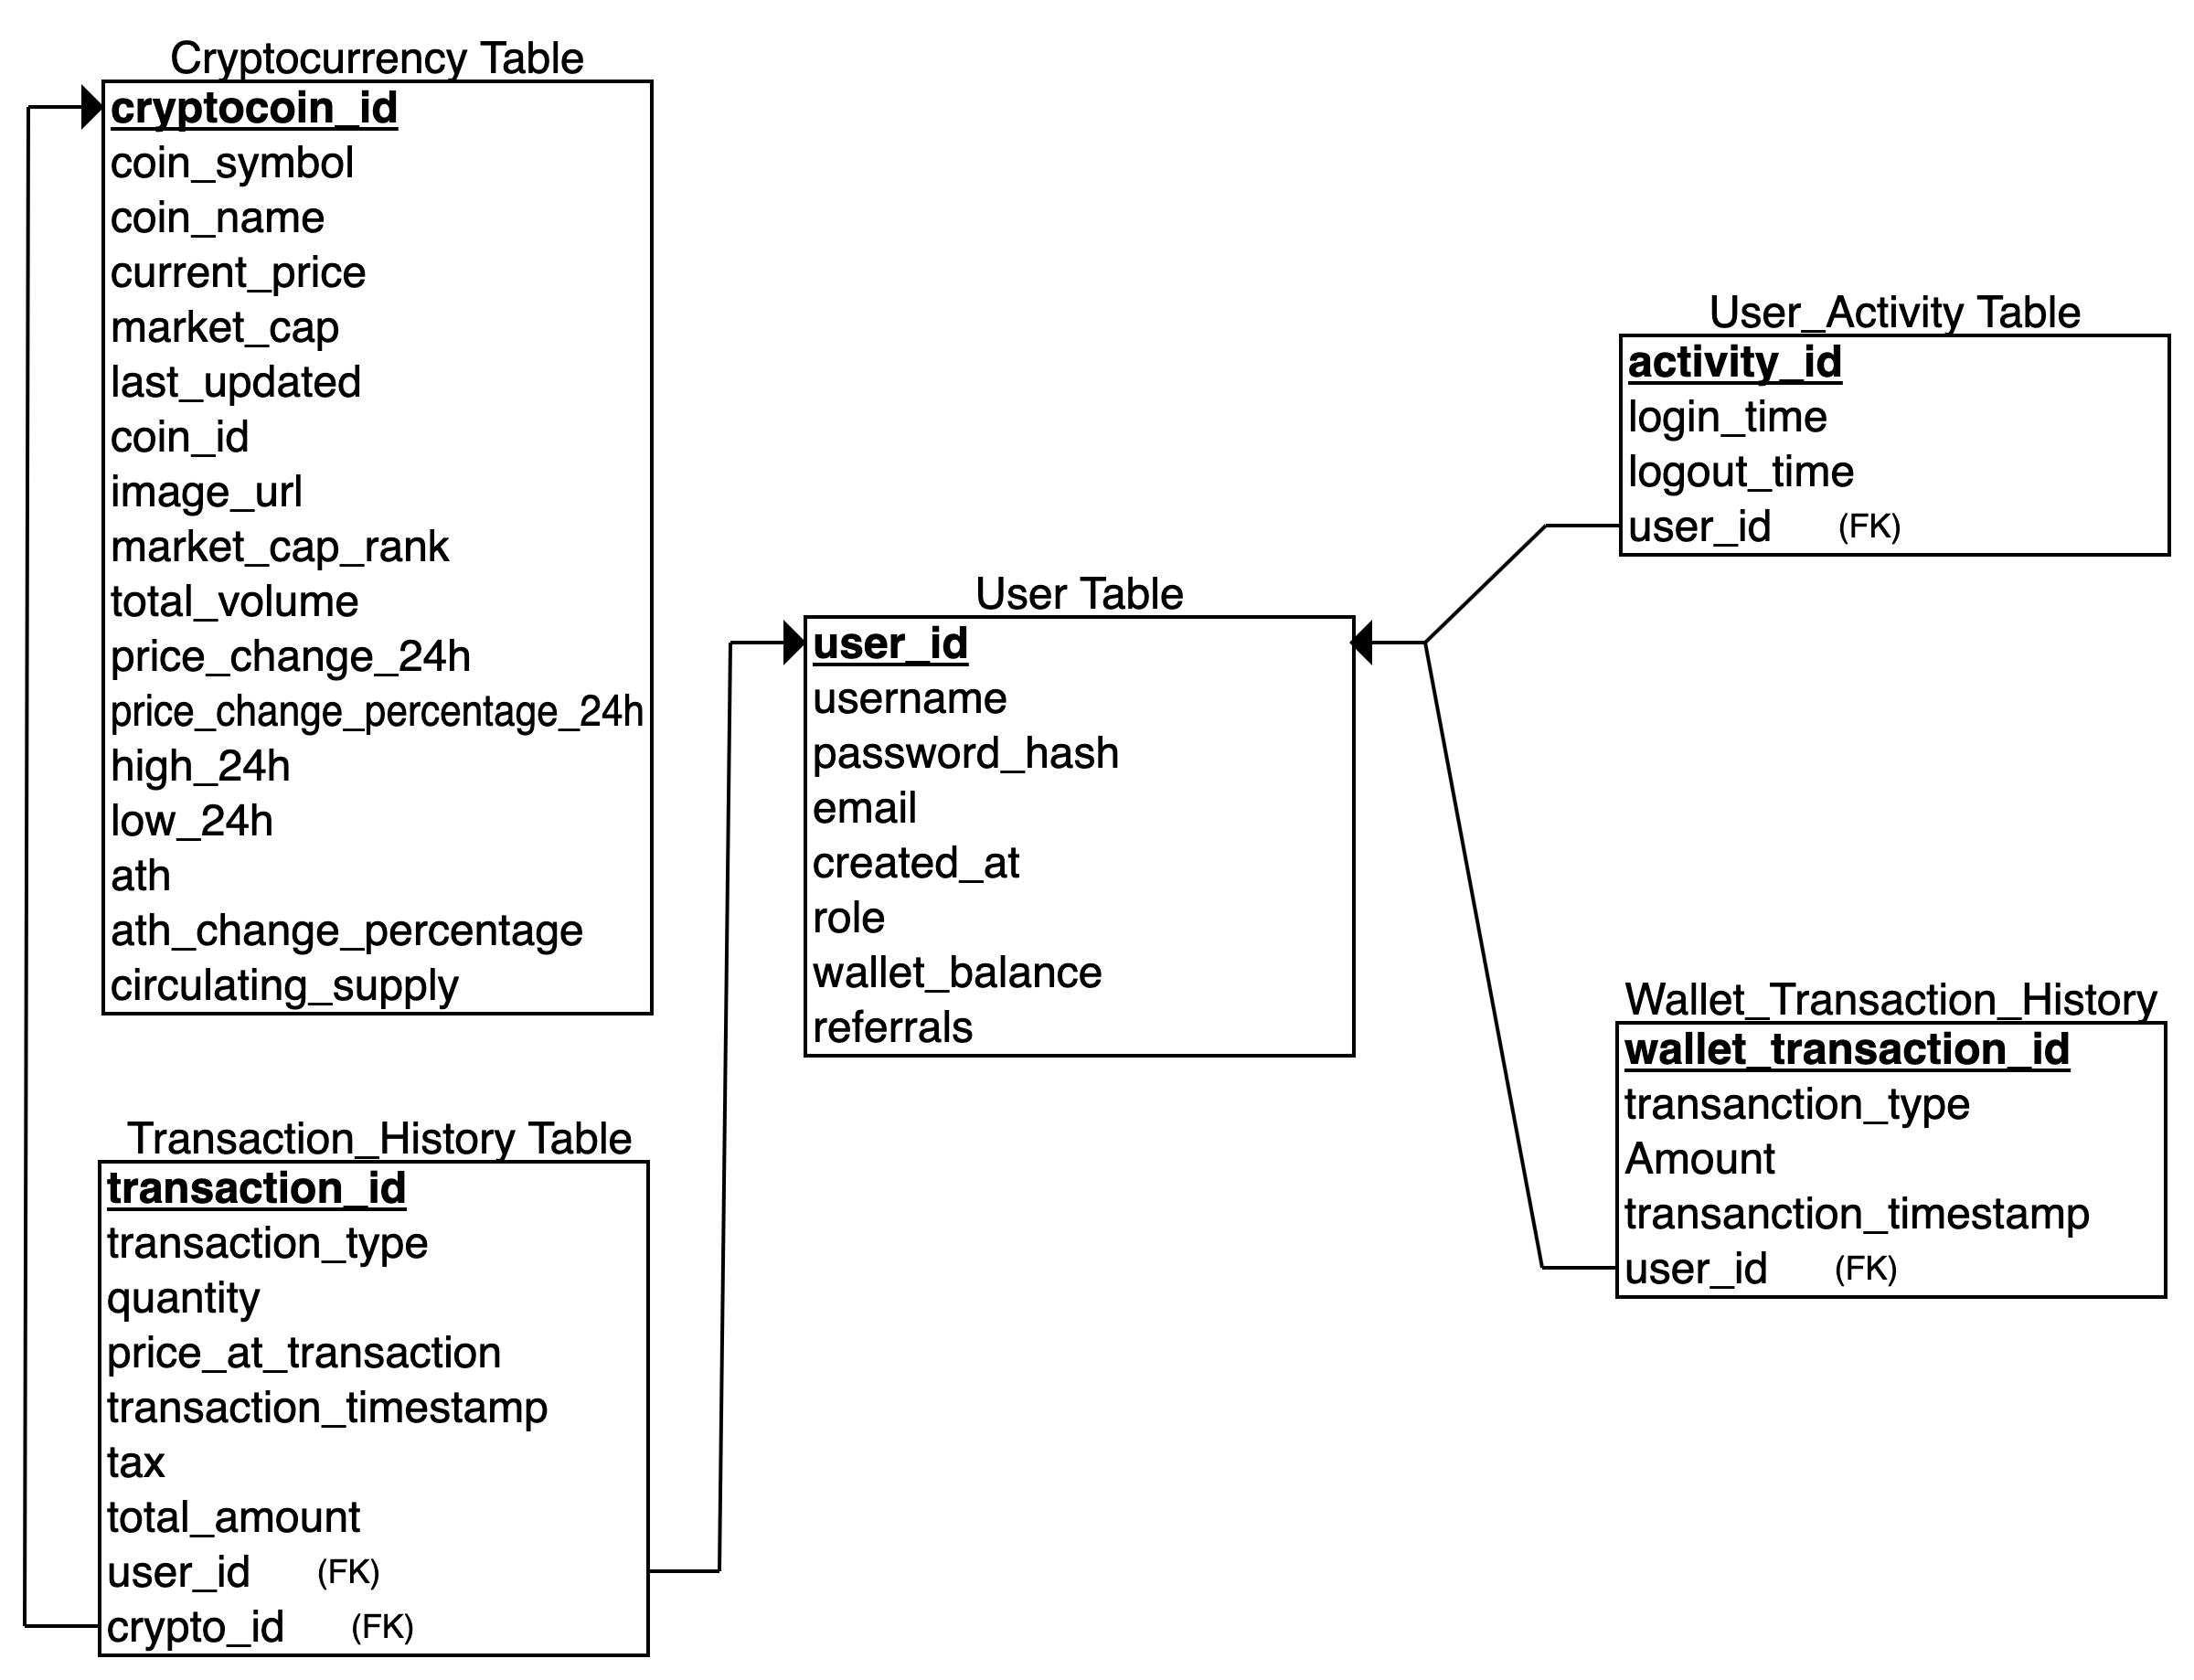 Cryptocurrency Table
cryptocoin_id
coin_symbol
coin_name
current_price
market_cap
last_updated
coin_id
image_url
market_cap_rank
total_volume
price_change_24h
price_change_percentage_24h
high_24h
low_24h
ath
ath_change_percentage
circulating_supply
Transaction_History Table
transaction_id
transaction_type
quantity
price_at_transaction
transaction_timestamp
tax
total_amount
user_id (FK)
crypto_id (FK)
User Table
user_id
username
password_hash
email
created_at
role
wallet_balance
referrals
User_Activity Table
activity_id
login_time
logout_time
user_id (FK)
Wallet_Transaction_History
wallet_transaction_id
transanction_type
Amount
transanction_timestamp
user_id (FK)